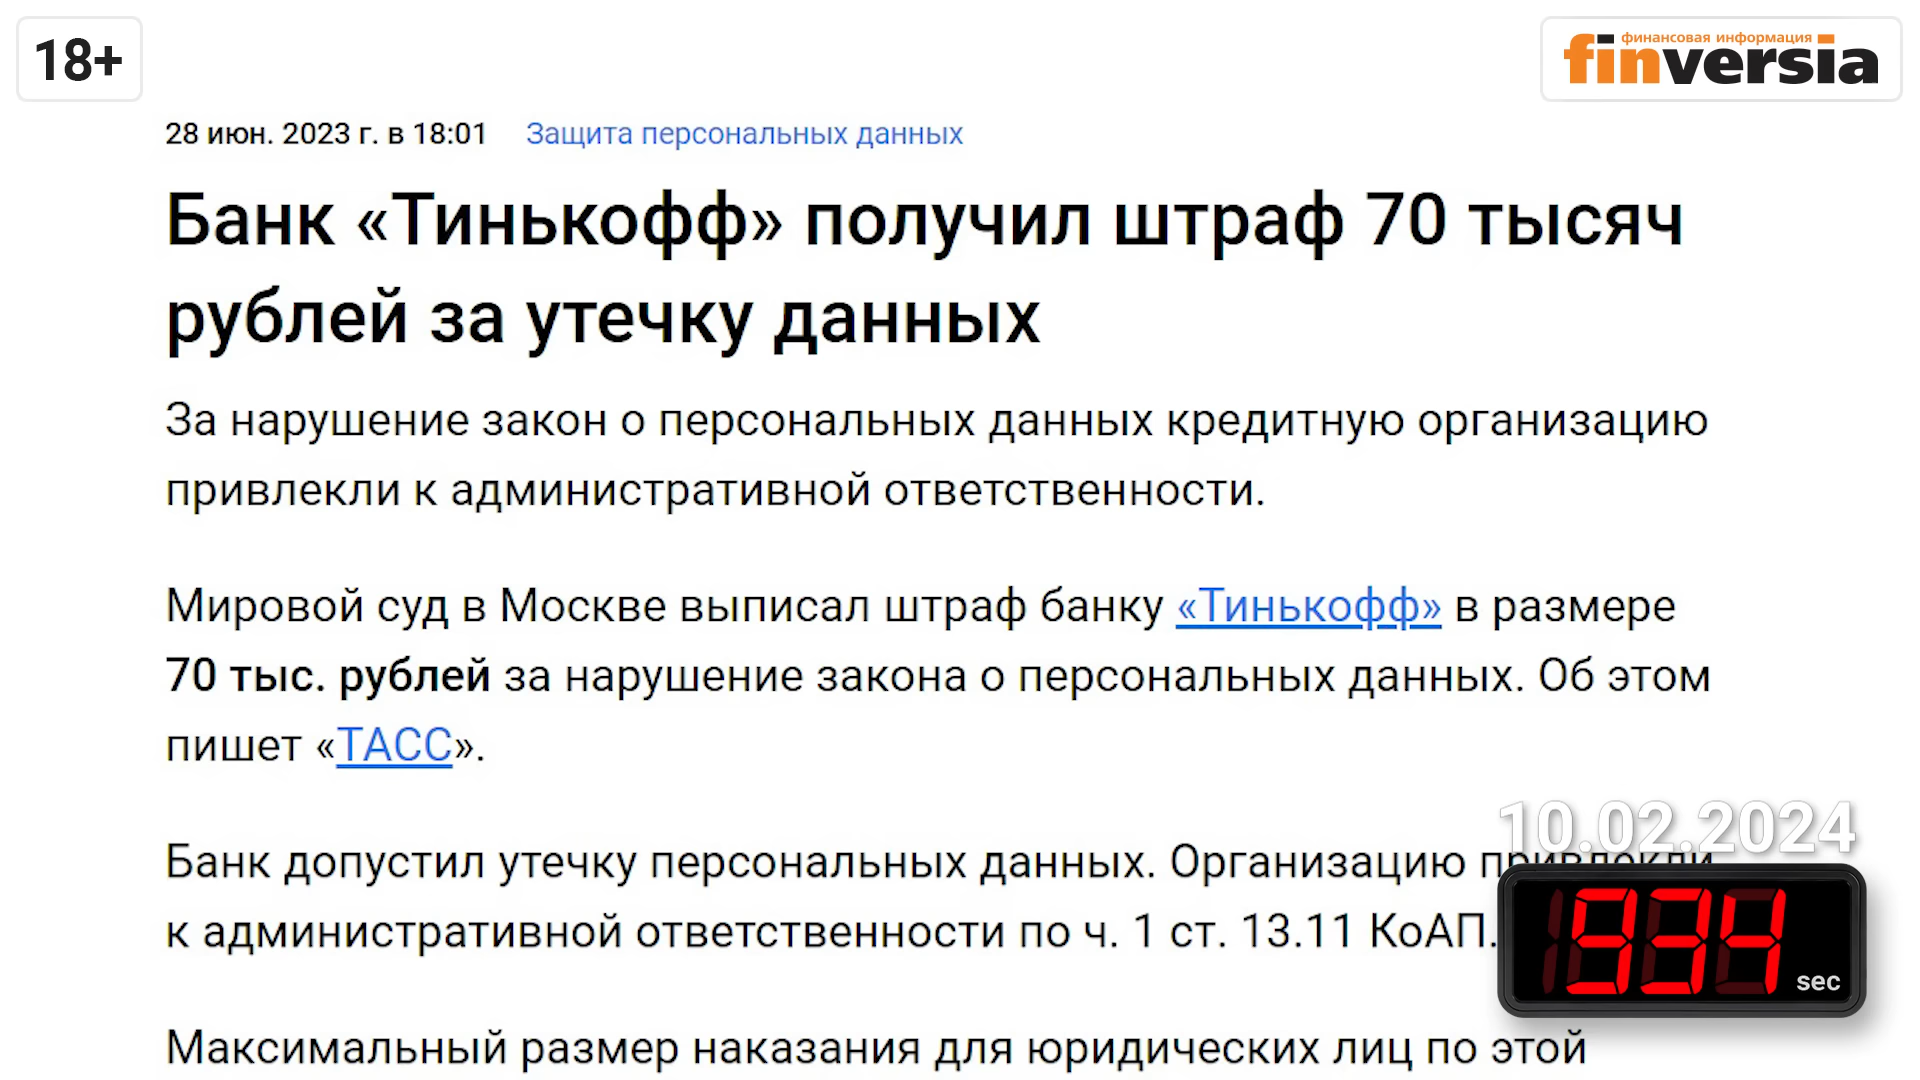 18+
финансовая информация
finversia
28 июн. 2023 г. в 18:01 Защита персональных данных
Банк «Тинькофф» получил штраф 70 тысяч
рублей за утечку данных
За нарушение закон о персональных данных кредитную организацию
привлекли к административной ответственности.
Мировой суд в Москве выписал штраф банку «Тинькофф» в размере
70 тыс. рублей за нарушение закона о персональных данных. Об этом
пишет «ТАСС».
10.02.2024
Банк допустил утечку персональных данных. Организацию привлекли
к административной ответственности по ч. 1 ст. 13.11 КоАП.
934 sec
Максимальный размер наказания для юридических лиц по этой